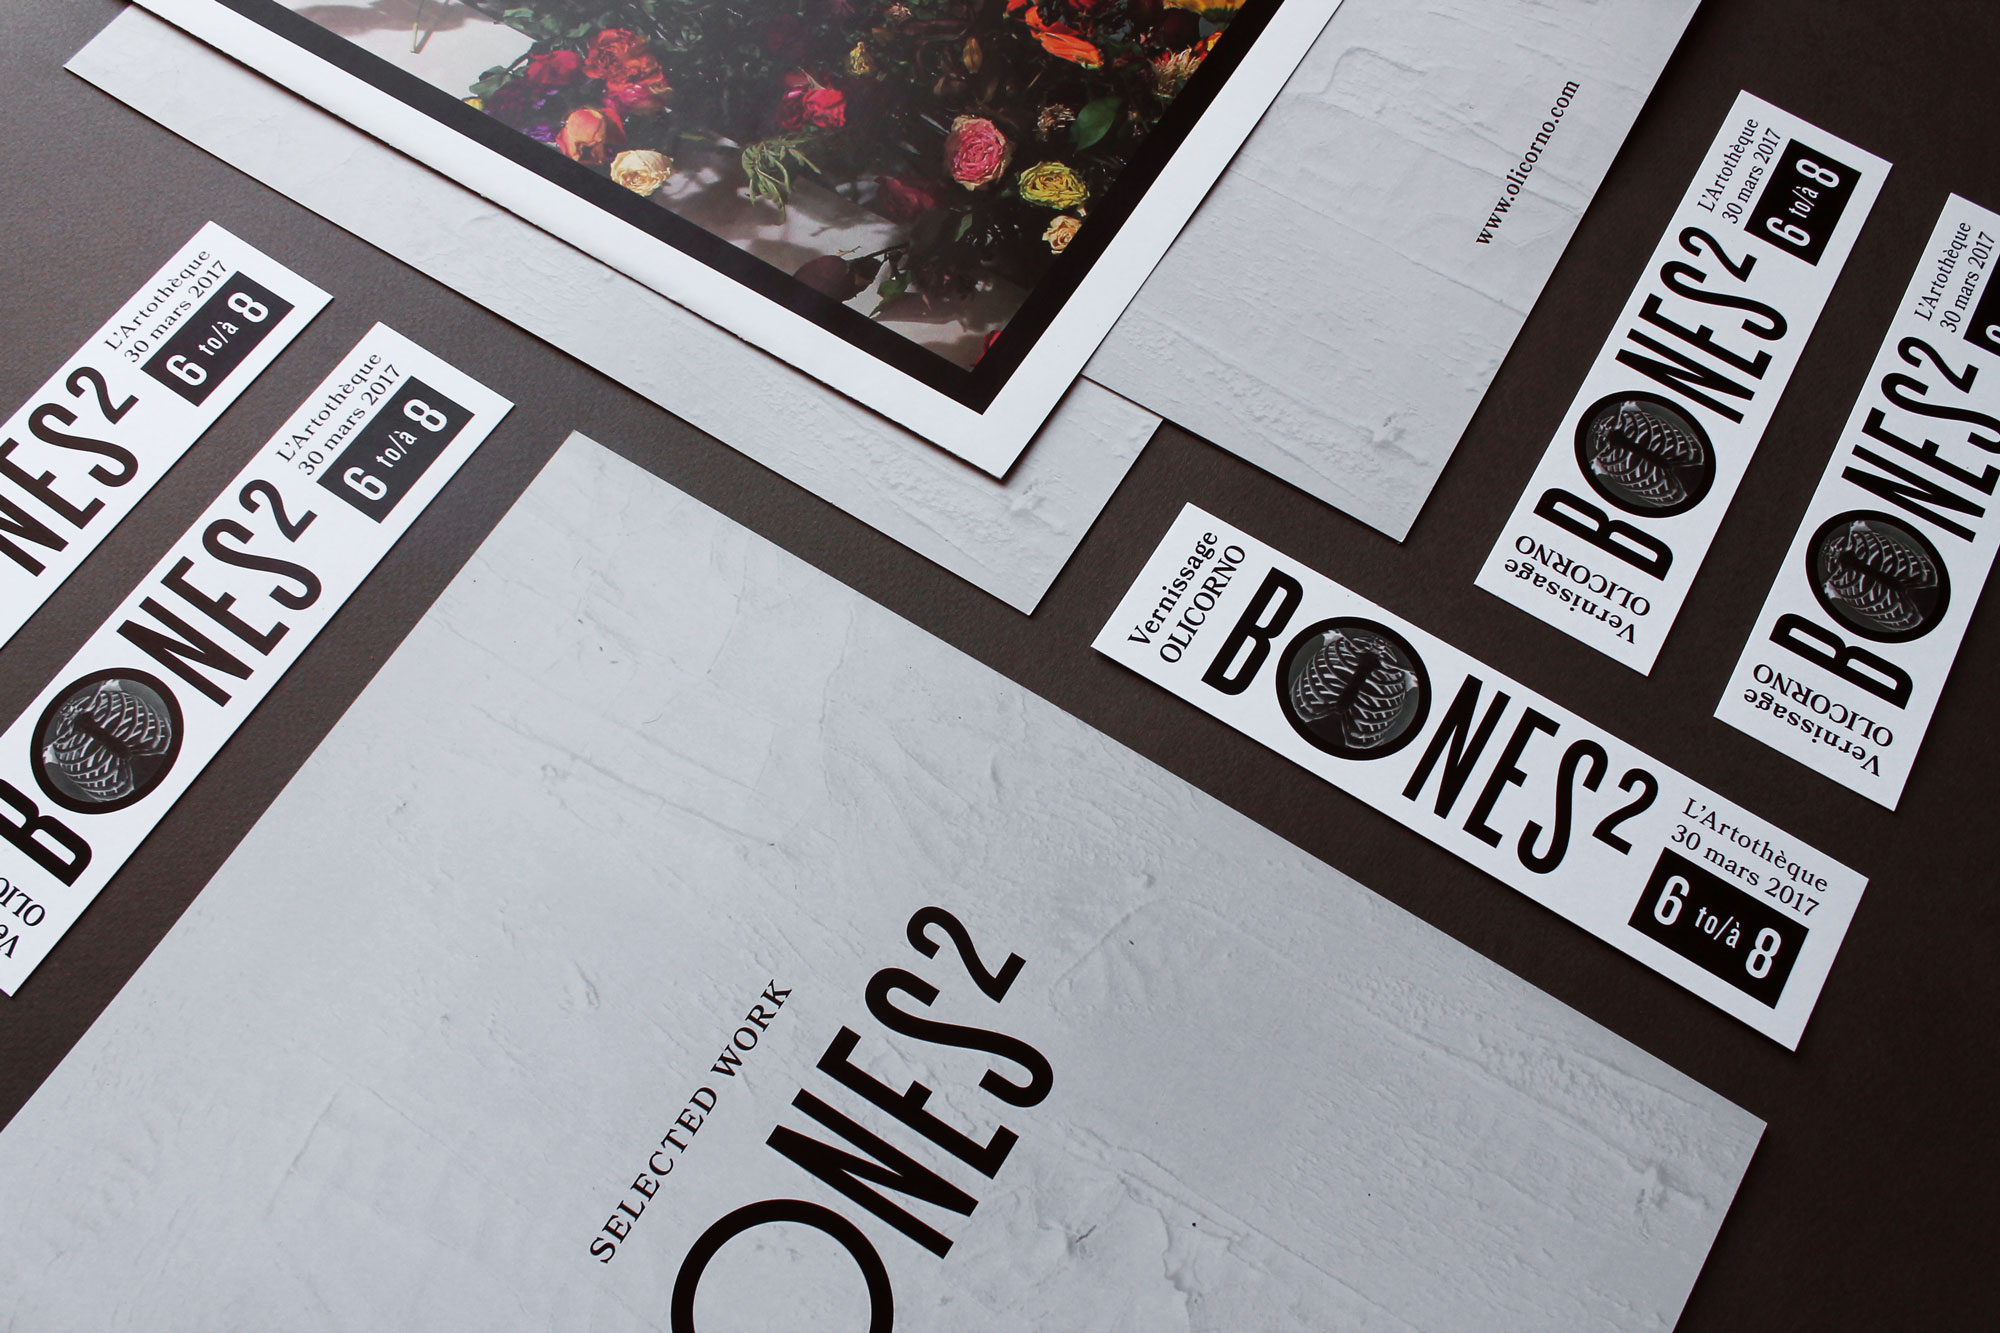 www.olicorno.com
L'Artothèque
30 mars 2017
6 to/à 8
NES2
L'Artothèque
30 mars 2017
6 to/à 8
BONES2
OLIC
Ve
Vernissage
OLICORNO
BONES2
L'Artothèque
30 mars 2017
6 to/à 8
Vernissage
OLICORNO
BONES2
L'Artothèque
30 mars 2017
6 to/à 8
Vernissage
OLICORNO
BONES2
L'Artothèque
30 mars 2017
SELECTED WORK
ONES2